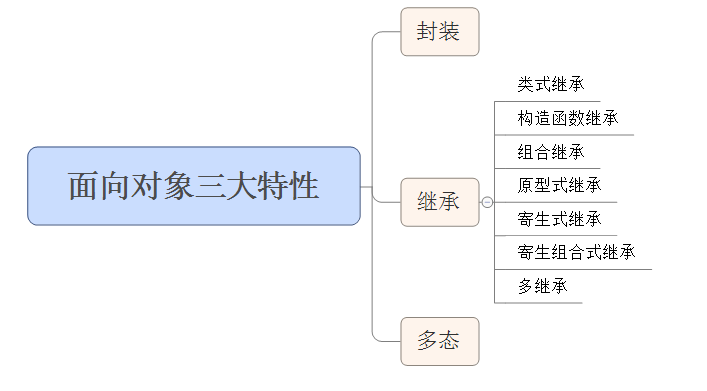 面向对象三大特性
封装
继承
类式继承
构造函数继承
组合继承
原型式继承
寄生式继承
寄生组合式继承
多继承
多态